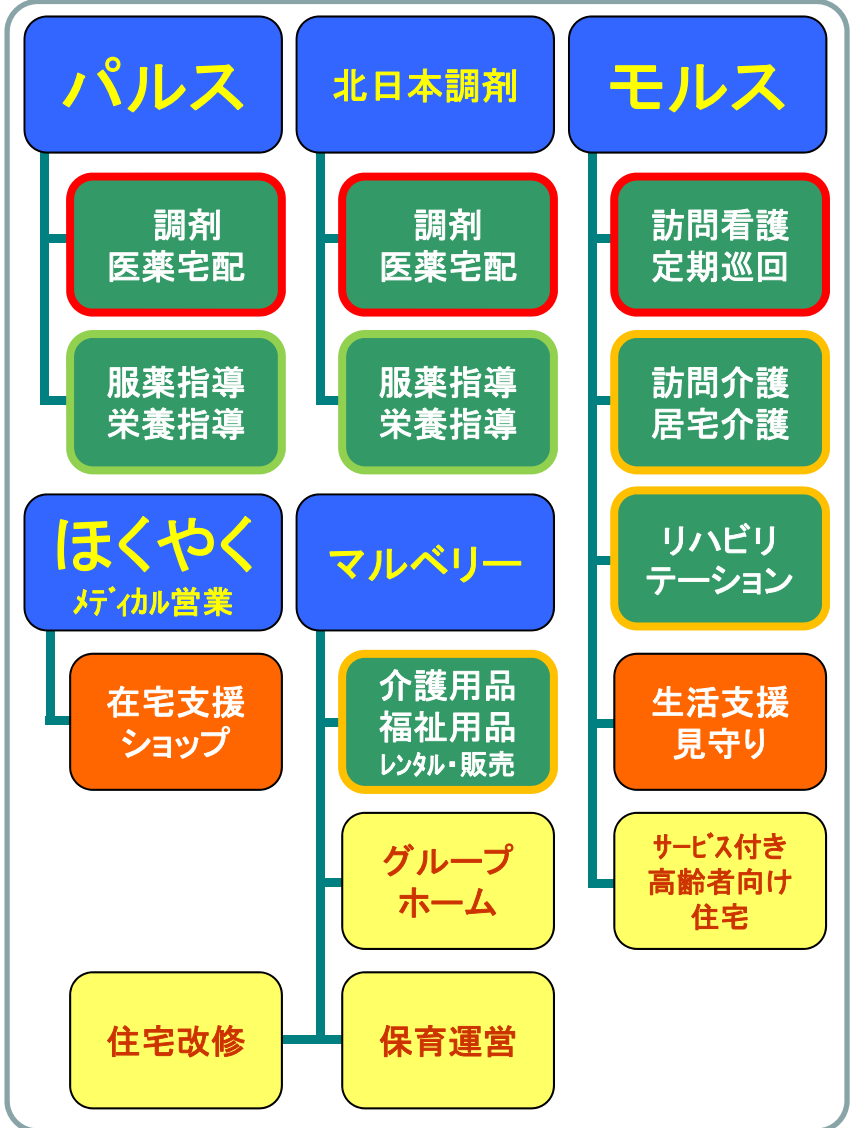 パルス
調剤
医薬宅配
服薬指導
栄養指導
北日本調剤
調剤
医薬宅配
服薬指導
栄養指導
モルス
訪問看護
定期巡回
訪問介護
居宅介護
リハビリ
テーション
生活支援
見守り
サービス付き
高齢者向け
住宅
ほくやく
メディカル営業
在宅支援
ショップ
マルベリー
介護用品
福祉用品
レンタル・販売
グループ
ホーム
住宅改修
保育運営